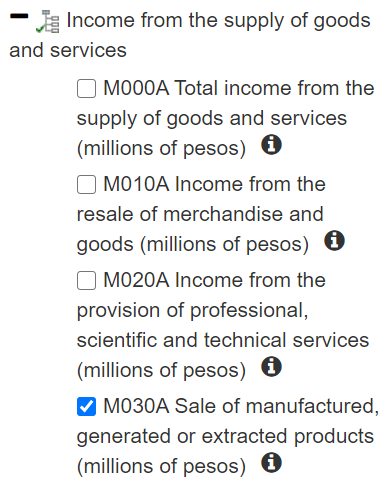 Income from the supply of goods
and services
M000A Total income from the
supply of goods and services
(millions of pesos)
M010A Income from the
resale of merchandise and
goods (millions of pesos)
M020A Income from the
provision of professional,
scientific and technical services
(millions of pesos)
M030A Sale of manufactured,
generated or extracted products
(millions of pesos)